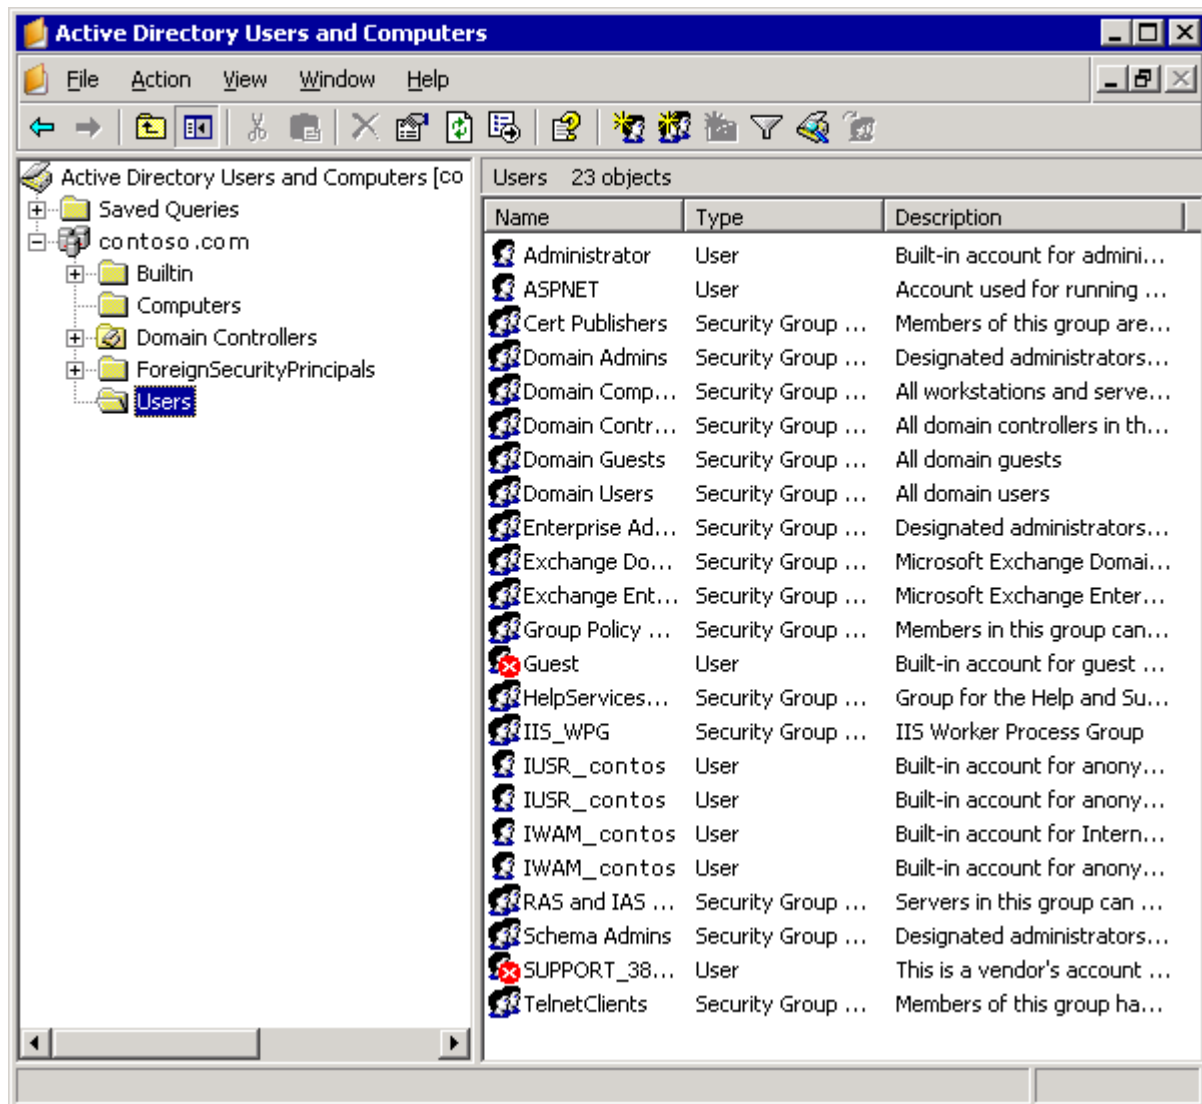 Active Directory Users and Computers
File Action View Window Help
Active Directory Users and Computers [co
Saved Queries
contoso.com
Builtin
Computers
Domain Controllers
ForeignSecurityPrincipals
Users
Users 23 objects
Name Type Description
Administrator User Built-in account for admini...
ASPNET User Account used for running ...
Cert Publishers Security Group ... Members of this group are...
Domain Admins Security Group ... Designated administrators...
Domain Comp... Security Group ... All workstations and serve...
Domain Contr... Security Group ... All domain controllers in th...
Domain Guests Security Group ... All domain guests
Domain Users Security Group ... All domain users
Enterprise Ad... Security Group ... Designated administrators...
Exchange Do... Security Group ... Microsoft Exchange Domai...
Exchange Ent... Security Group ... Microsoft Exchange Enter...
Group Policy ... Security Group ... Members in this group can...
Guest User Built-in account for guest ...
HelpServices... Security Group ... Group for the Help and Su...
IIS_WPG Security Group ... IIS Worker Process Group
IUSR_contos User Built-in account for anony...
IUSR_contos User Built-in account for anony...
IWAM_contos User Built-in account for Intern...
IWAM_contos User Built-in account for anony...
RAS and IAS ... Security Group ... Servers in this group can ...
Schema Admins Security Group ... Designated administrators...
SUPPORT_38... User This is a vendor's account ...
TelnetClients Security Group ... Members of this group ha...